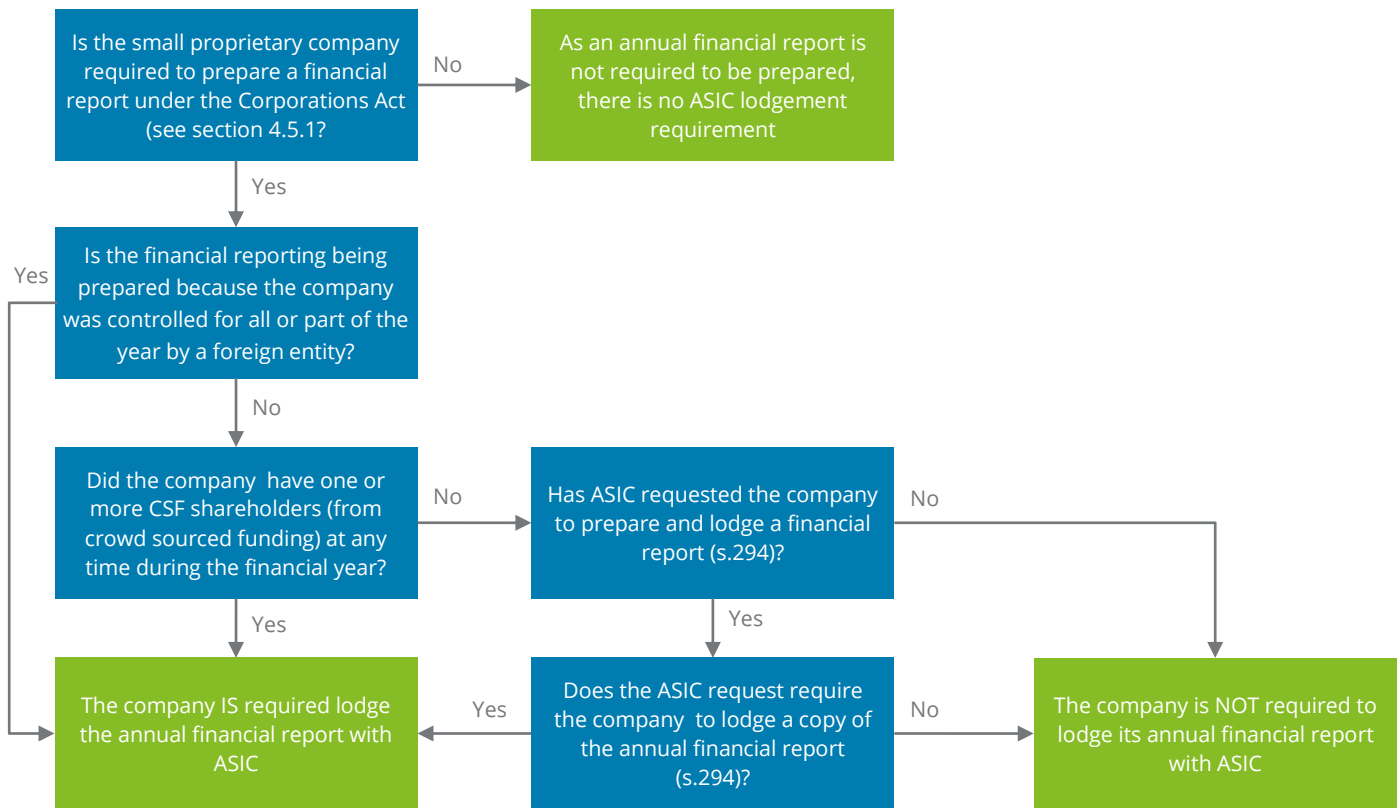 Is the small proprietary company
required to prepare a financial
report under the Corporations Act
(see section 4.5.1?
No
As an annual financial report is
not required to be prepared,
there is no ASIC lodgement
requirement
Yes
Yes
Is the financial reporting being
prepared because the company
was controlled for all or part of the
year by a foreign entity?
No
Did the company have one or
more CSF shareholders (from
crowd sourced funding) at any
time during the financial year?
No
Has ASIC requested the company
to prepare and lodge a financial
report (s.294)?
No
Yes
Yes
The company IS required lodge
the annual financial report with
ASIC
Yes
Does the ASIC request require
the company to lodge a copy of
the annual financial report
(s.294)?
No
The company is NOT required to
lodge its annual financial report
with ASIC